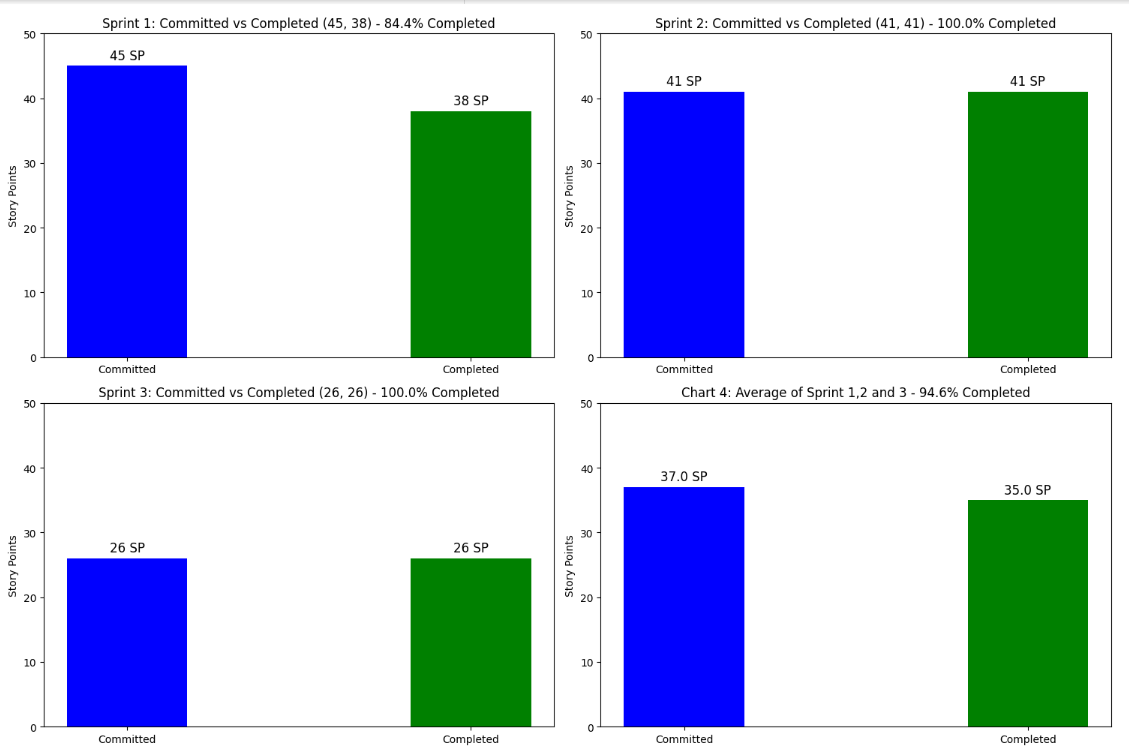 Sprint 1: Committed vs Completed (45, 38) - 84.4% Completed
50
40
30
20
10
0
Story Points
45 SP
38 SP
Committed
Completed
Sprint 2: Committed vs Completed (41, 41) - 100.0% Completed
50
40
30
20
10
0
Story Points
41 SP
41 SP
Committed
Completed
Sprint 3: Committed vs Completed (26, 26) - 100.0% Completed
50
40
30
20
10
0
Story Points
26 SP
26 SP
Committed
Completed
Chart 4: Average of Sprint 1,2 and 3 - 94.6% Completed
50
40
30
20
10
0
Story Points
37.0 SP
35.0 SP
Committed
Completed